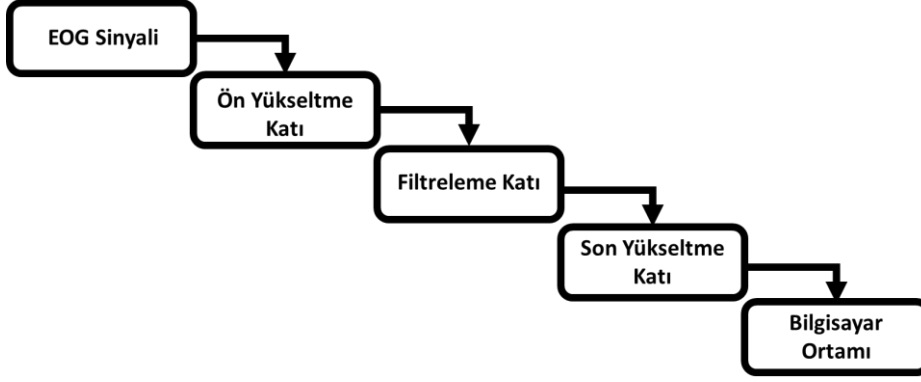 EOG Sinyali
Ön Yükseltme
Katı
Filtreleme Katı
Son Yükseltme
Katı
Bilgisayar
Ortamı